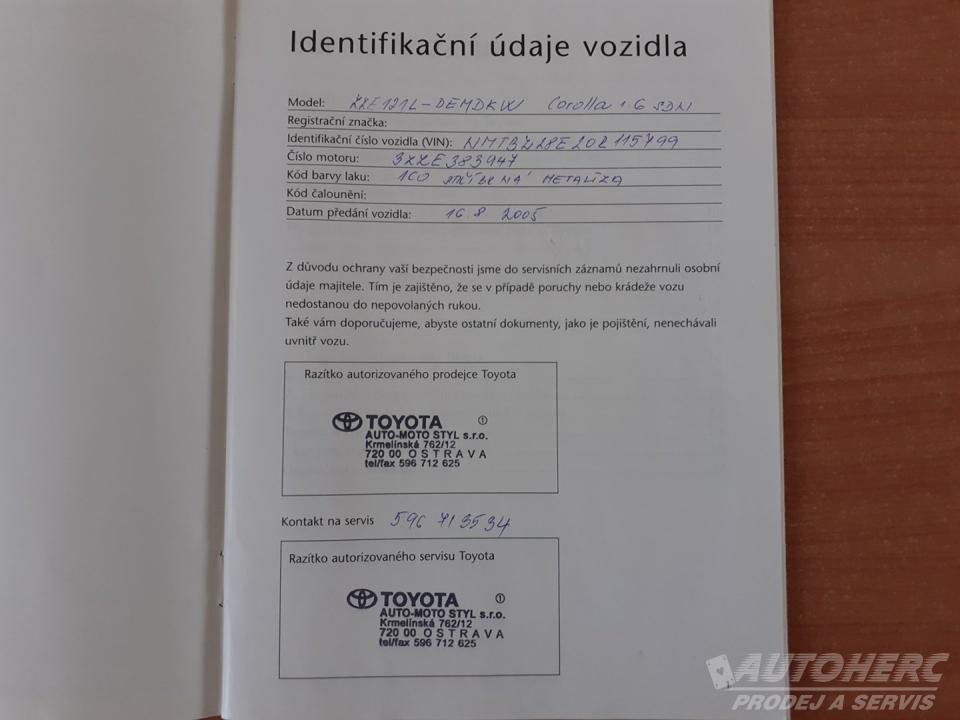 Identifikační údaje vozidla
Model: ZZE121L-DEMDKW Corolla 1.6 SDN
Registrační značka:
Identifikační číslo vozidla (VIN): NMTBZ28E20R115799
Číslo motoru: 3ZZE383947
Kód barvy laku: 1C0 STŘÍBRNÁ METALÍZA
Kód čalounění:
Datum předání vozidla: 16.8 2005
Z důvodu ochrany vaší bezpečnosti jsme do servisních záznamů nezahrnuli osobní
údaje majitele. Tím je zajištěno, že se v případě poruchy nebo krádeže vozu
nedostanou do nepovolaných rukou.
Také vám doporučujeme, abyste ostatní dokumenty, jako je pojištění, nenechávali
uvnitř vozu.
Razítko autorizovaného prodejce Toyota
TOYOTA ①
AUTO-MOTO STYL s.r.o.
Krmelínská 762/12
720 00 OSTRAVA
tel/fax 596 712 625
Kontakt na servis 596 713534
Razítko autorizovaného servisu Toyota
TOYOTA ①
AUTO-MOTO STYL s.r.o.
Krmelínská 762/12
720 00 OSTRAVA
tel/fax 596 712 625
AUTOHERC
PRODEJ A SERVIS